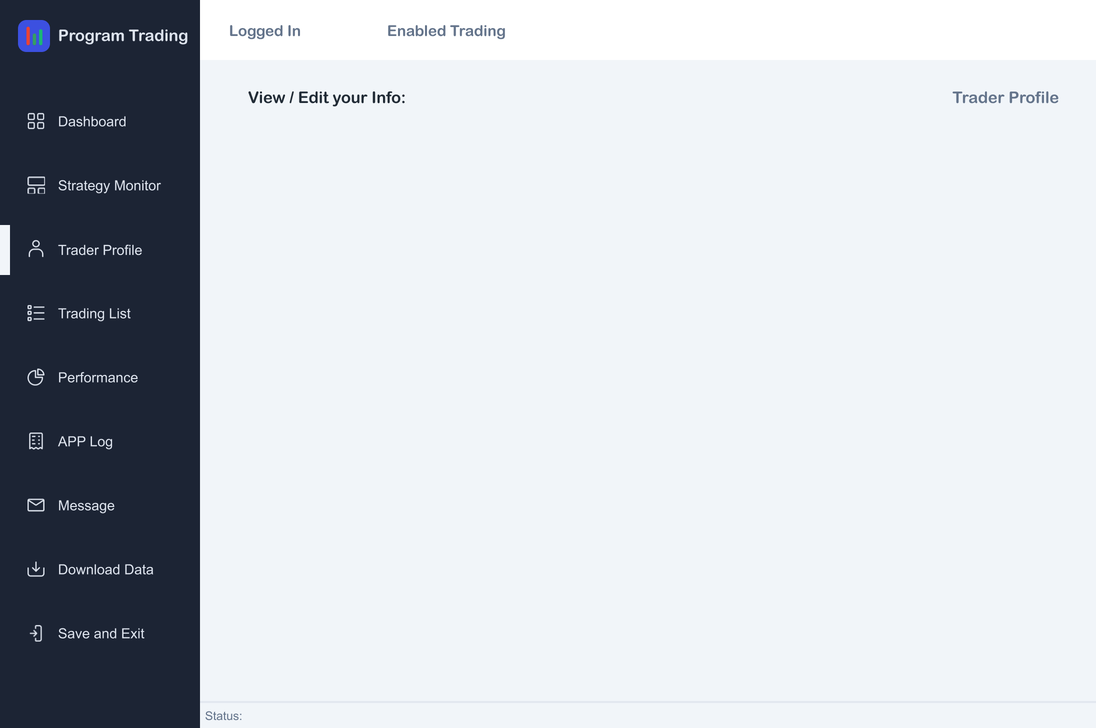 Program Trading
Logged In
Enabled Trading
View / Edit your Info:
Trader Profile
Dashboard
Strategy Monitor
Trader Profile
Trading List
Performance
APP Log
Message
Download Data
Save and Exit
Status: